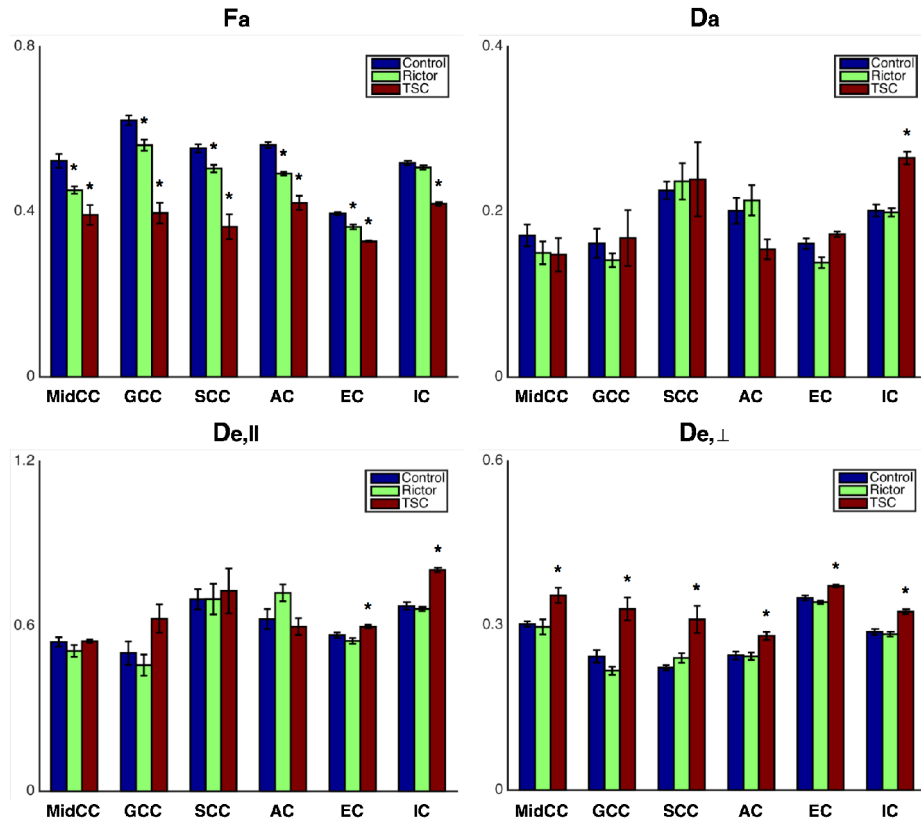 Fa
0.8
Control
Rictor
TSC
* * * * * * * * * * *
0.4
0
MidCC GCC SCC AC EC IC
Da
0.4
Control
Rictor
TSC
*
0.2
0
MidCC GCC SCC AC EC IC
De,||
1.2
Control
Rictor
TSC
* *
0.6
0
MidCC GCC SCC AC EC IC
De,⊥
0.6
Control
Rictor
TSC
* * * * * *
0.3
0
MidCC GCC SCC AC EC IC